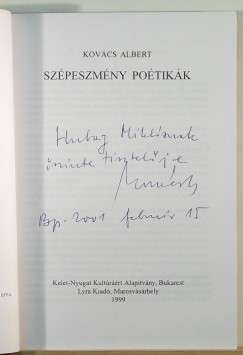 KOVÁCS ALBERT
SZÉPESZMÉNY POÉTIKÁK
Hubay Miklósnak
őszinte tisztelője
Kovács
Bp. 2001 február 15
Kelet-Nyugat Kultúráért Alapítvány, Bukarest
Lyra Kiadó, Marosvásárhely
1999